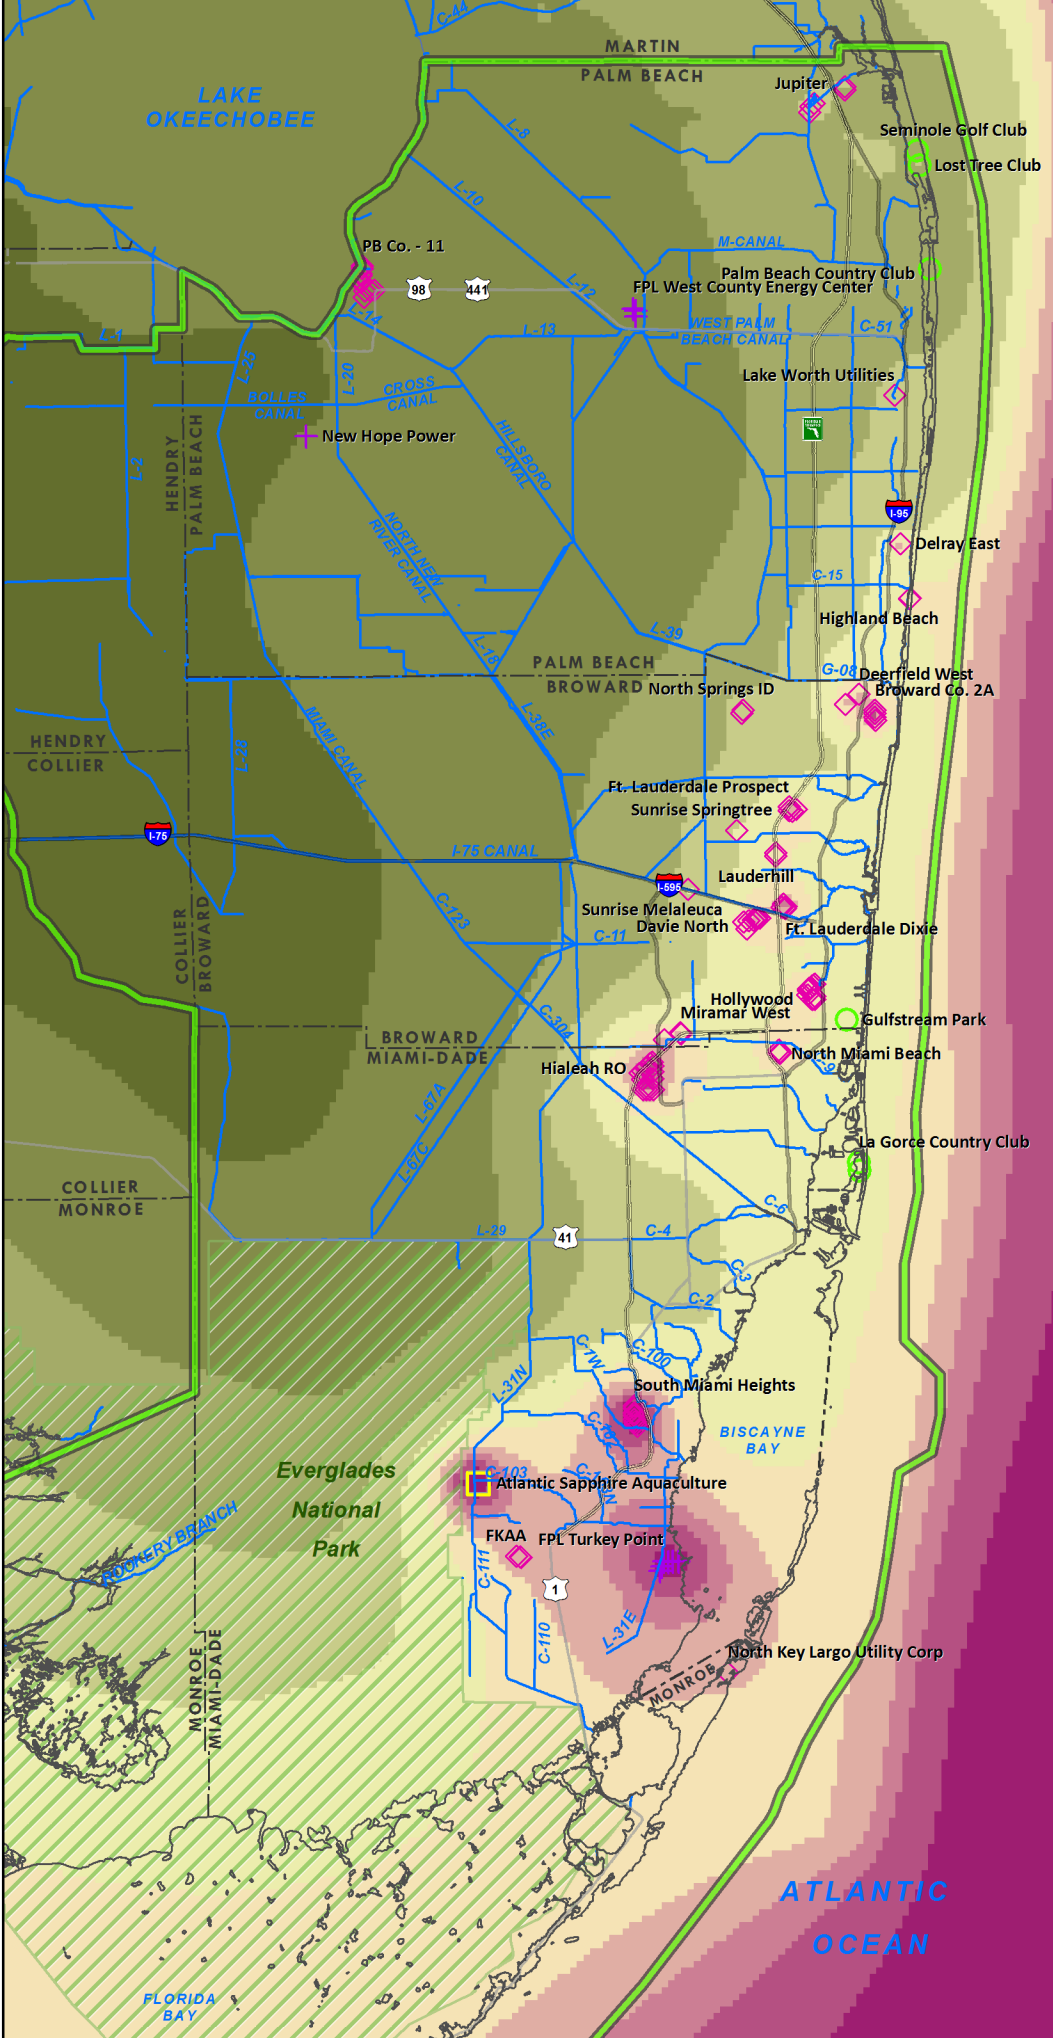 C-44
MARTIN
PALM BEACH
LAKE
OKEECHOBEE
Jupiter
L-8
Seminole Golf Club
Lost Tree Club
L-10
PB Co. - 11
M-CANAL
Palm Beach Country Club
98
441
L-12
FPL West County Energy Center
L-14
L-1
L-13
WEST PALM
BEACH CANAL
C-51
L-25
L-20
CROSS
CANAL
Lake Worth Utilities
BOLLES
CANAL
New Hope Power
HENDRY
PALM BEACH
L-2
HILLSBORO
CANAL
I-95
NORTH NEW
RIVER CANAL
Delray East
C-15
Highland Beach
L-39
L-18
PALM BEACH
BROWARD
G-08
Deerfield West
North Springs ID
Broward Co. 2A
MIAMI CANAL
L-38E
HENDRY
COLLIER
L-28
Ft. Lauderdale Prospect
Sunrise Springtree
I-75
I-75 CANAL
Lauderhill
I-595
C-123
Sunrise Melaleuca
Davie North
Ft. Lauderdale Dixie
C-11
COLLIER
BROWARD
Hollywood
Miramar West
Gulfstream Park
C-304
BROWARD
MIAMI-DADE
North Miami Beach
C-9
Hialeah RO
L-67A
L-67C
La Gorce Country Club
COLLIER
MONROE
C-6
L-29
41
C-4
C-3
C-2
C-1W
C-100
L-31N
South Miami Heights
BISCAYNE
BAY
Everglades
National
Park
C-103
Atlantic Sapphire Aquaculture
FKAA
FPL Turkey Point
ROOKERY BRANCH
C-111
1
C-110
L-31E
North Key Largo Utility Corp
MONROE
MONROE
MIAMI-DADE
ATLANTIC
OCEAN
FLORIDA
BAY